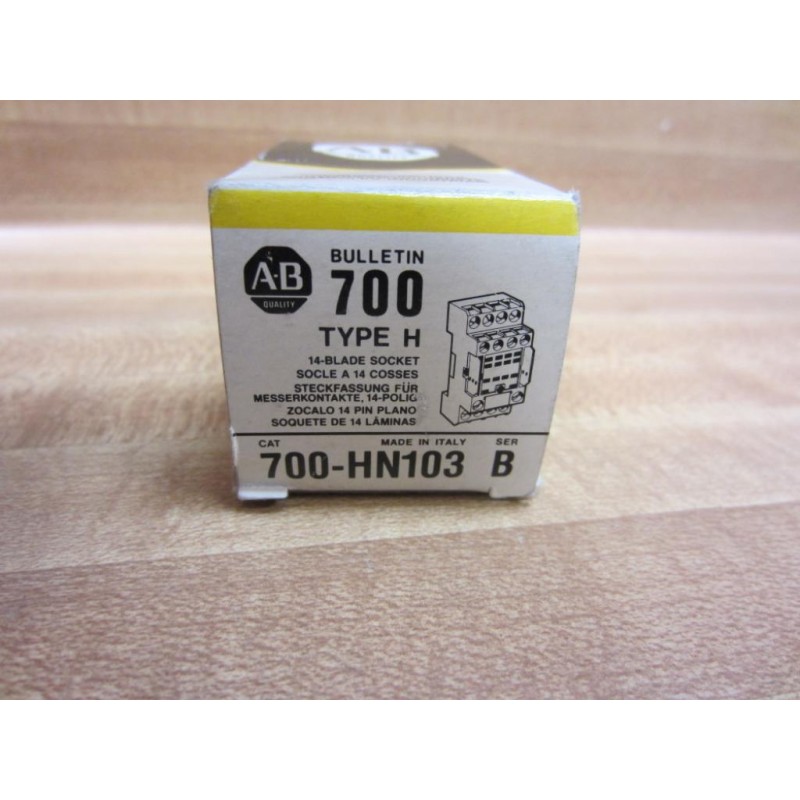 A-B
A-B
QUALITY
BULLETIN
700
TYPE H
14-BLADE SOCKET
SOCLE A 14 COSSES
STECKFASSUNG FÜR
MESSERKONTAKTE, 14-POLIG
ZOCALO 14 PIN PLANO
SOQUETE DE 14 LÂMINAS
CAT MADE IN ITALY SER
700-HN103 B